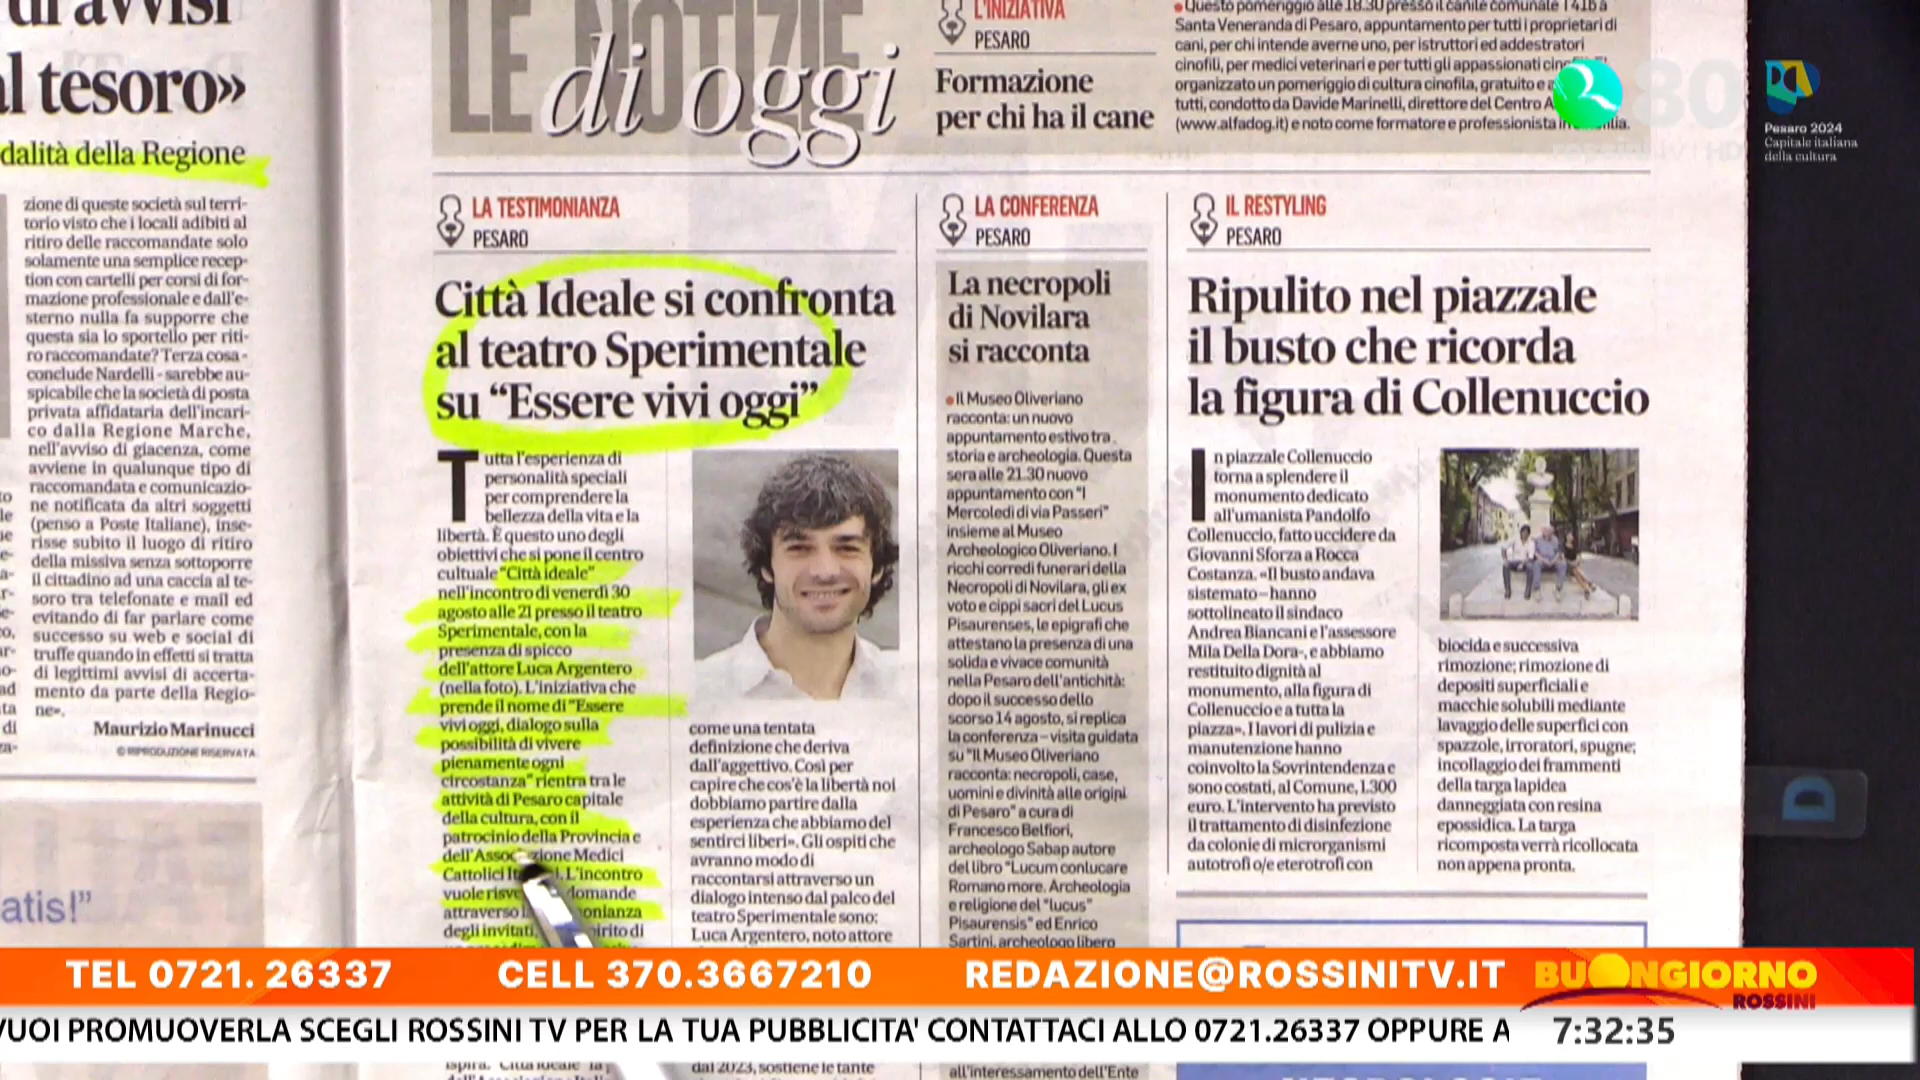 di avvisi
al tesoro»
dalità della Regione
zione di queste società sul terri-
torio visto che i locali adibiti al
ritiro delle raccomandate solo
solamente una semplice recep-
tion con cartelli per corsi di for-
mazione professionale e dall'e-
sterno nulla fa supporre che
questa sia lo sportello per riti-
ro raccomandate? Terza cosa -
conclude Nardelli - sarebbe au-
spicabile che la società di posta
privata affidataria dell'incari-
co dalla Regione Marche,
nell'avviso di giacenza, come
avviene in qualunque tipo di
raccomandata e comunicazio-
ne notificata da altri soggetti
(penso a Poste Italiane), inse-
risse subito il luogo di ritiro
della missiva senza sottoporre
il cittadino ad una caccia al te-
soro tra telefonate e mail ed
evitando di far parlare come
successo su web e social di
truffe quando in effetti si tratta
di legittimi avvisi di accerta-
mento da parte della Regio-
ne».
Maurizio Marinucci
© RIPRODUZIONE RISERVATA
atis!”
LE NOTIZIE
di oggi
L'INIZIATIVA
PESARO
Formazione
per chi ha il cane
Questo pomeriggio alle 18.30 presso il canile comunale 1416 a
Santa Veneranda di Pesaro, appuntamento per tutti i proprietari di
cani, per chi intende averne uno, per istruttori ed addestratori
cinofili, per medici veterinari e per tutti gli appassionati
organizzato un pomeriggio di cultura cinofila, gratuito e
tutti, condotto da Davide Marinelli, direttore del Centro
(www.alfadog.it) e noto come formatore e professionista in
LA TESTIMONIANZA
PESARO
Città Ideale si confronta
al teatro Sperimentale
su “Essere vivi oggi”
Tutta l'esperienza di
personalità speciali
per comprendere la
bellezza della vita e la
libertà. È questo uno degli
obiettivi che si pone il centro
cultuale “Città ideale”
nell'incontro di venerdì 30
agosto alle 21 presso il teatro
Sperimentale, con la
presenza di spicco
dell'attore Luca Argentero
(nella foto). L'iniziativa che
prende il nome di “Essere
vivi oggi, dialogo sulla
possibilità di vivere
pienamente ogni
circostanza” rientra tra le
attività di Pesaro capitale
della cultura, con il
patrocinio della Provincia e
dell'Associazione Medici
Cattolici L'incontro
vuole domande
attraverso
degli invitati,
come una tentata
definizione che deriva
dall'aggettivo. Così per
capire che cos'è la libertà noi
dobbiamo partire dalla
esperienza che abbiamo del
sentirci liberi». Gli ospiti che
avranno modo di
raccontarsi attraverso un
dialogo intenso dal palco del
teatro Sperimentale sono:
Luca Argentero, noto attore
dal 2023, sostiene le tante
LA CONFERENZA
PESARO
La necropoli
di Novilara
si racconta
Il Museo Oliveriano
racconta: un nuovo
appuntamento estivo tra
storia e archeologia. Questa
sera alle 21.30 nuovo
appuntamento con “I
Mercoledì di via Passeri”
insieme al Museo
Archeologico Oliveriano. I
ricchi corredi funerari della
Necropoli di Novilara, gli ex
voto e cippi sacri del Lucus
Pisaurenses, le epigrafi che
attestano la presenza di una
solida e vivace comunità
nella Pesaro dell'antichità:
dopo il successo dello
scorso 14 agosto, si replica
la conferenza – visita guidata
su “Il Museo Oliveriano
racconta: necropoli, case,
uomini e divinità alle origini
di Pesaro” a cura di
Francesco Belfiori,
archeologo Sabap autore
del libro “Lucum conlucare
Romano more. Archeologia
e religione del “lucus”
Pisaurensis” ed Enrico
Sartini, archeologo libero
all'interessamento dell'Ente
IL RESTYLING
PESARO
Ripulito nel piazzale
il busto che ricorda
la figura di Collenuccio
In piazzale Collenuccio
torna a splendere il
monumento dedicato
all'umanista Pandolfo
Collenuccio, fatto uccidere da
Giovanni Sforza a Rocca
Costanza. «Il busto andava
sistemato – hanno
sottolineato il sindaco
Andrea Biancani e l'assessore
Mila Della Dora-, e abbiamo
restituito dignità al
monumento, alla figura di
Collenuccio e a tutta la
piazza». I lavori di pulizia e
manutenzione hanno
coinvolto la Sovrintendenza e
sono costati, al Comune, 1.300
euro. L'intervento ha previsto
il trattamento di disinfezione
da colonie di microrganismi
autotrofi o/e eterotrofi con
biocida e successiva
rimozione; rimozione di
depositi superficiali e
macchie solubili mediante
lavaggio delle superfici con
spazzole, irroratori, spugne;
incollaggio dei frammenti
della targa lapidea
danneggiata con resina
epossidica. La targa
ricomposta verrà ricollocata
non appena pronta.
80
Pesaro 2024
Capitale italiana
della cultura
TEL 0721. 26337 CELL 370.3667210 REDAZIONE@ROSSINITV.IT
BUONGIORNO
ROSSINI
VUOI PROMUOVERLA SCEGLI ROSSINI TV PER LA TUA PUBBLICITA' CONTATTACI ALLO 0721.26337 OPPURE A
7:32:35